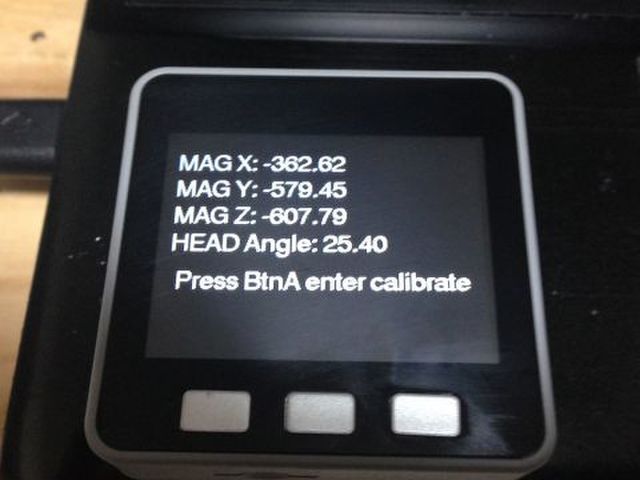 MAG X: -362.62
MAG Y: -579.45
MAG Z: -607.79
HEAD Angle: 25.40
Press BtnA enter calibrate